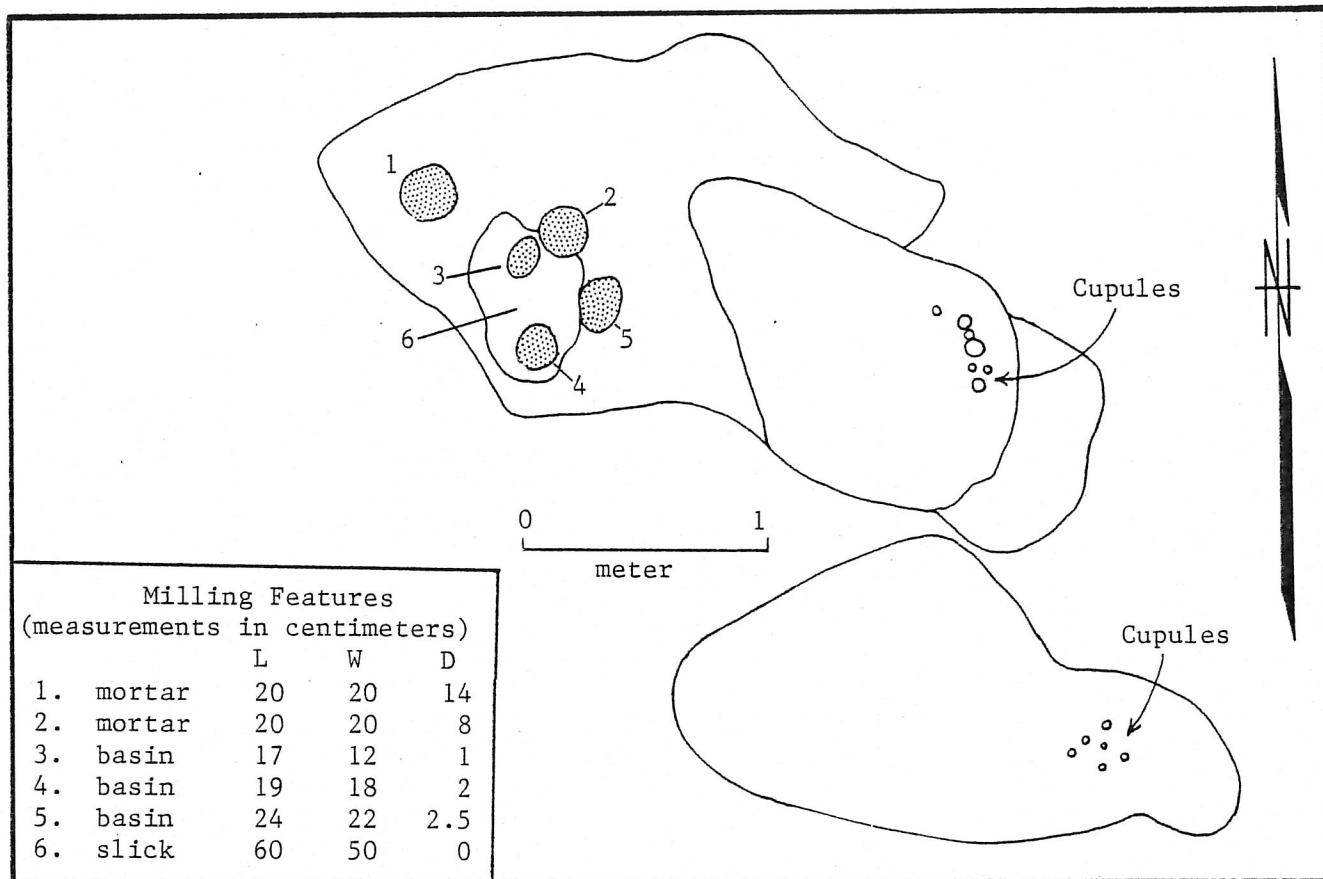 1
2
3
6
5
4
Cupules
0 1
meter
N
Cupules
Milling Features
(measurements in centimeters)
L W D
1. mortar 20 20 14
2. mortar 20 20 8
3. basin 17 12 1
4. basin 19 18 2
5. basin 24 22 2.5
6. slick 60 50 0